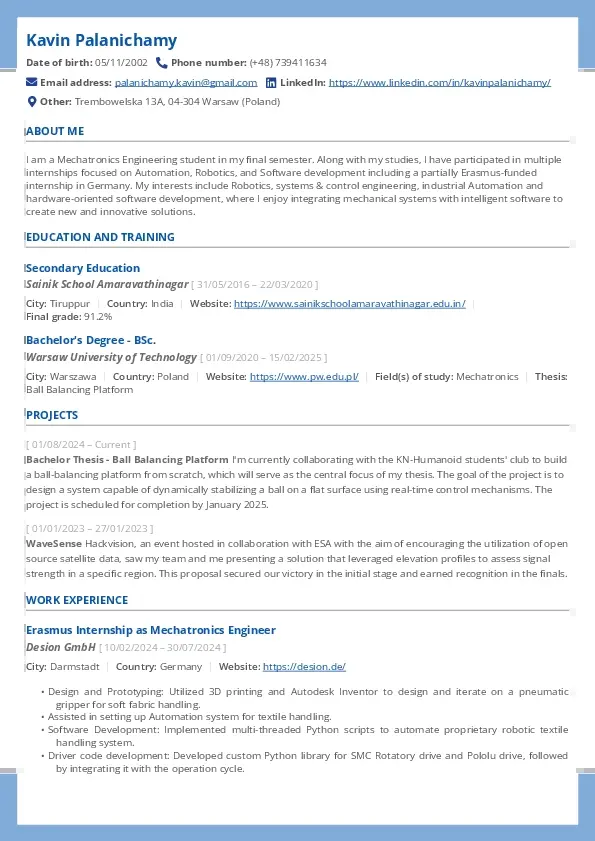 Kavin Palanichamy
Date of birth: 05/11/2002 Phone number: (+48) 739411634
Email address: palanichamy.kavin@gmail.com LinkedIn: https://www.linkedin.com/in/kavinpalanichamy/
Other: Trembowelska 13A, 04-304 Warsaw (Poland)
ABOUT ME
I am a Mechatronics Engineering student in my final semester. Along with my studies, I have participated in multiple
internships focused on Automation, Robotics, and Software development including a partially Erasmus-funded
internship in Germany. My interests include Robotics, systems & control engineering, industrial Automation and
hardware-oriented software development, where I enjoy integrating mechanical systems with intelligent software to
create new and innovative solutions.
EDUCATION AND TRAINING
Secondary Education
Sainik School Amaravathinagar [ 31/05/2016 – 22/03/2020 ]
City: Tiruppur | Country: India | Website: https://www.sainikschoolamaravathinagar.edu.in/ |
Final grade: 91.2%
Bachelor's Degree - BSc.
Warsaw University of Technology [ 01/09/2020 – 15/02/2025 ]
City: Warszawa | Country: Poland | Website: https://www.pw.edu.pl/ | Field(s) of study: Mechatronics | Thesis:
Ball Balancing Platform
PROJECTS
[ 01/08/2024 – Current ]
Bachelor Thesis - Ball Balancing Platform I'm currently collaborating with the KN-Humanoid students' club to build
a ball-balancing platform from scratch, which will serve as the central focus of my thesis. The goal of the project is to
design a system capable of dynamically stabilizing a ball on a flat surface using real-time control mechanisms. The
project is scheduled for completion by January 2025.
[ 01/01/2023 – 27/01/2023 ]
WaveSense Hackvision, an event hosted in collaboration with ESA with the aim of encouraging the utilization of open
source satellite data, saw my team and me presenting a solution that leveraged elevation profiles to assess signal
strength in a specific region. This proposal secured our victory in the initial stage and earned recognition in the finals.
WORK EXPERIENCE
Erasmus Internship as Mechatronics Engineer
Desion GmbH [ 10/02/2024 – 30/07/2024 ]
City: Darmstadt | Country: Germany | Website: https://desion.de/
• Design and Prototyping: Utilized 3D printing and Autodesk Inventor to design and iterate on a pneumatic
gripper for soft fabric handling.
• Assisted in setting up Automation system for textile handling.
• Software Development: Implemented multi-threaded Python scripts to automate proprietary robotic textile
handling system.
• Driver code development: Developed custom Python library for SMC Rotatory drive and Pololu drive, followed
by integrating it with the operation cycle.